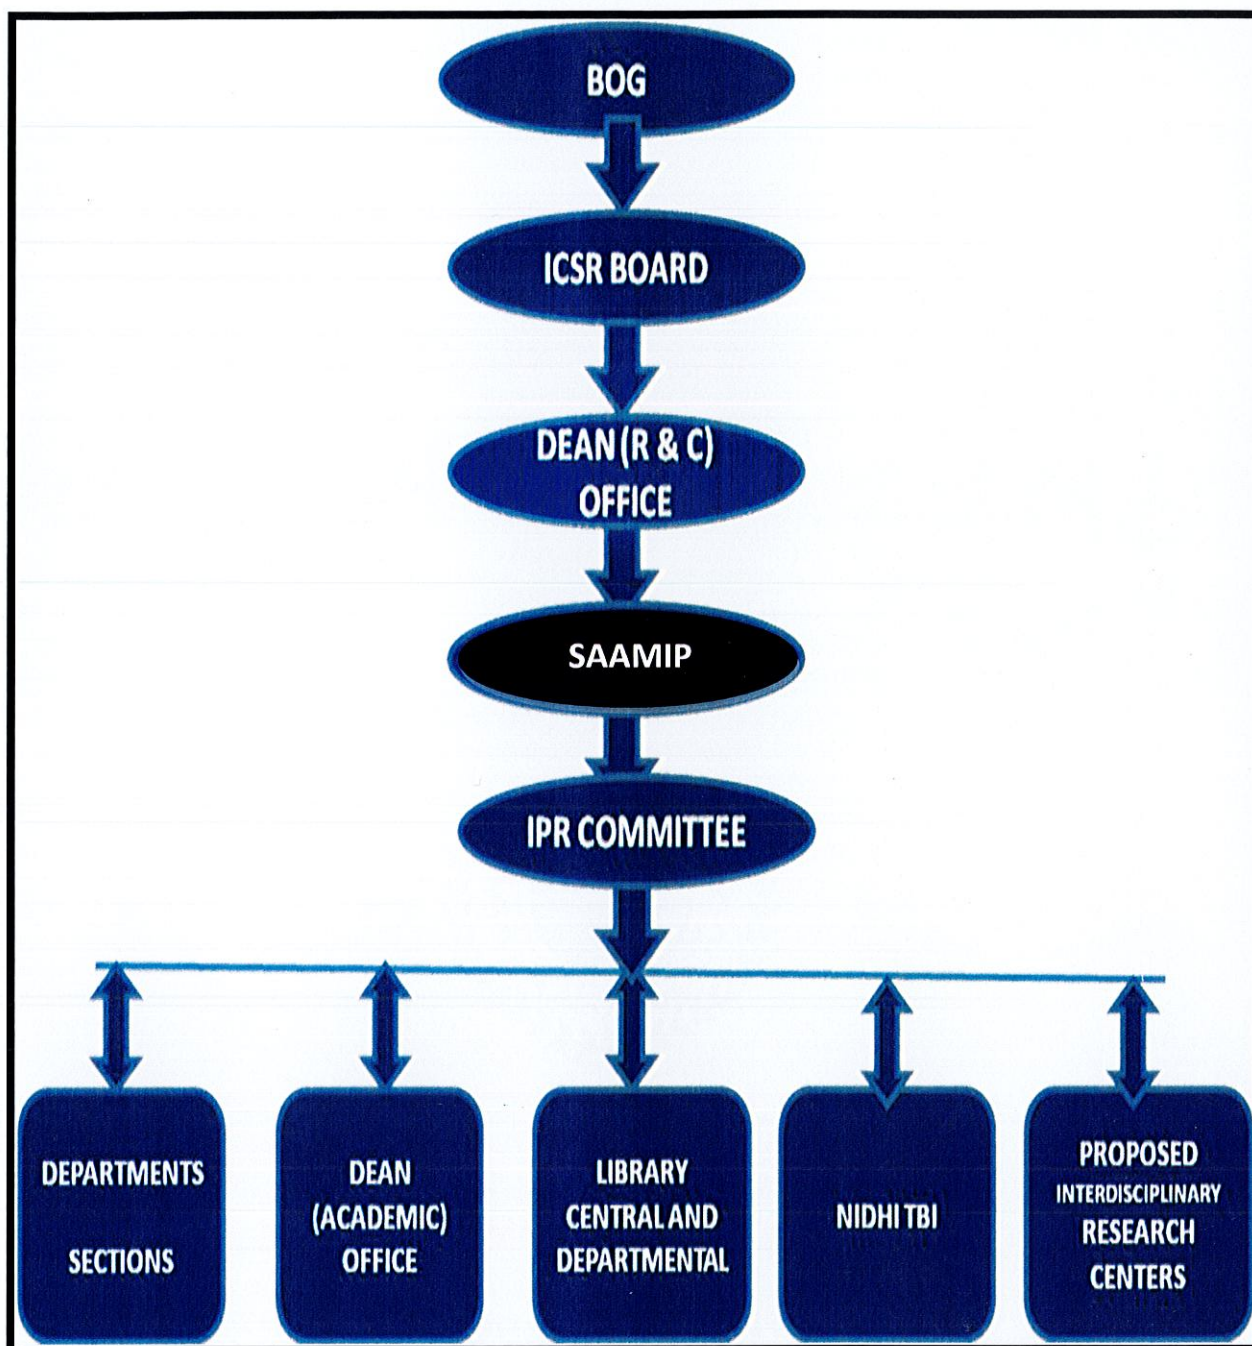 BOG
ICSR BOARD
DEAN (R & C)
OFFICE
SAAMIP
IPR COMMITTEE
DEPARTMENTS
SECTIONS
DEAN
(ACADEMIC)
OFFICE
LIBRARY
CENTRAL AND
DEPARTMENTAL
NIDHI TBI
PROPOSED
INTERDISCIPLINARY
RESEARCH
CENTERS